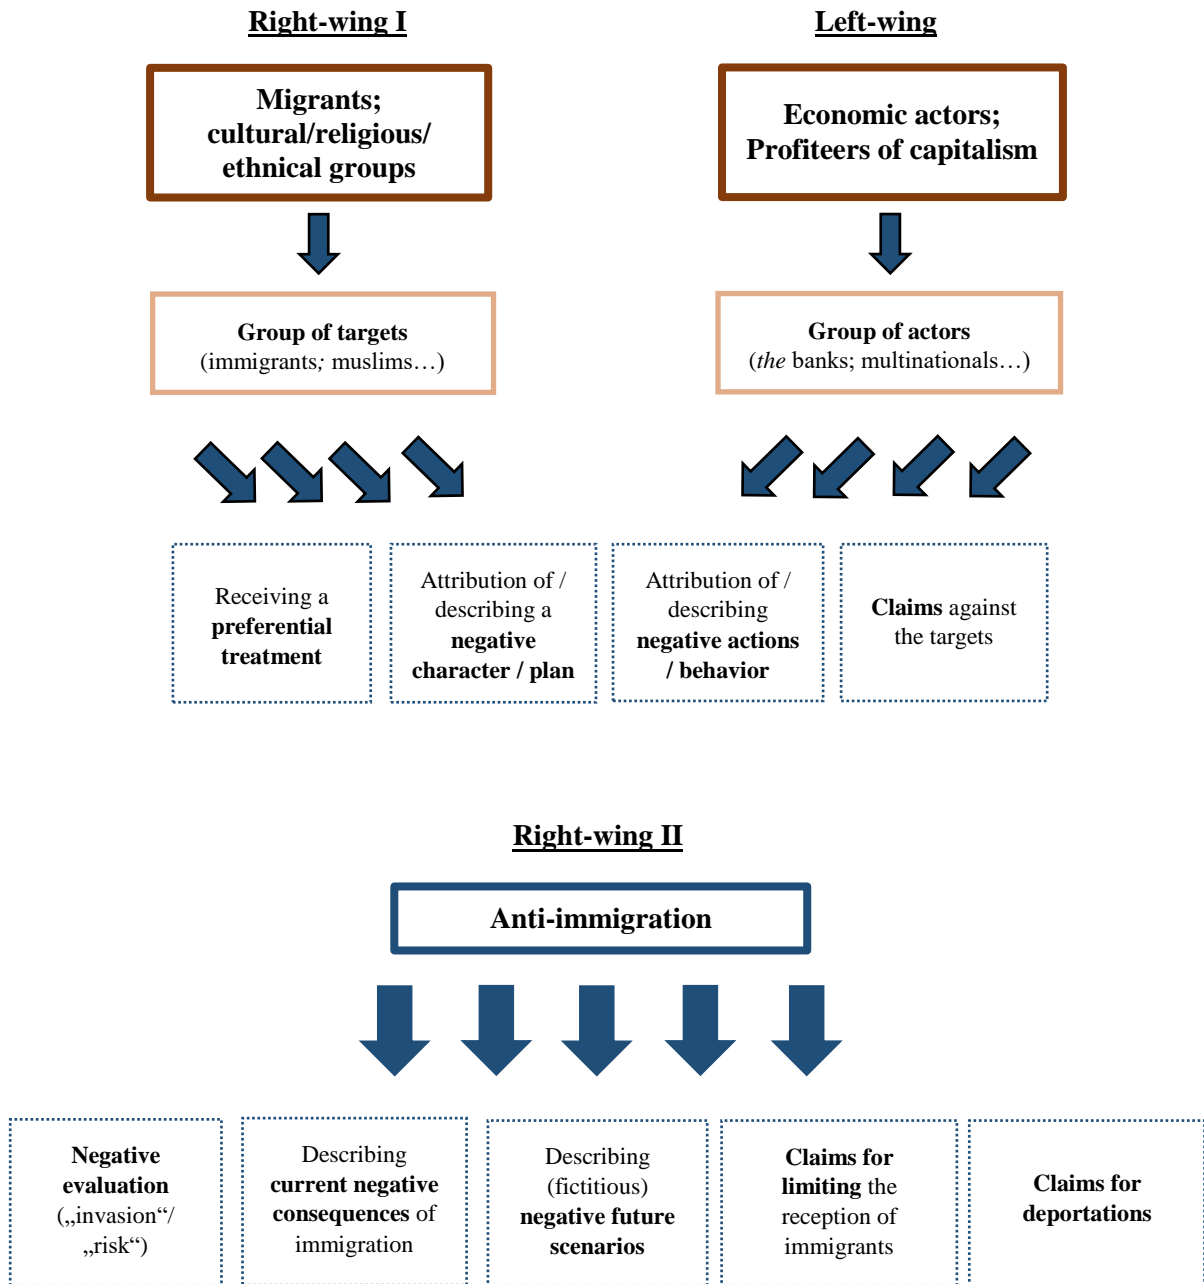 Right-wing I
Left-wing
Migrants;
cultural/religious/
ethnical groups
Economic actors;
Profiteers of capitalism
Group of targets
(immigrants; muslims…)
Group of actors
(the banks; multinationals…)
Receiving a
preferential
treatment
Attribution of /
describing a
negative
character / plan
Attribution of /
describing
negative actions
/ behavior
Claims against
the targets
Right-wing II
Anti-immigration
Negative
evaluation
(„invasion“/
„risk“)
Describing
current negative
consequences of
immigration
Describing
(fictitious)
negative future
scenarios
Claims for
limiting the
reception of
immigrants
Claims for
deportations